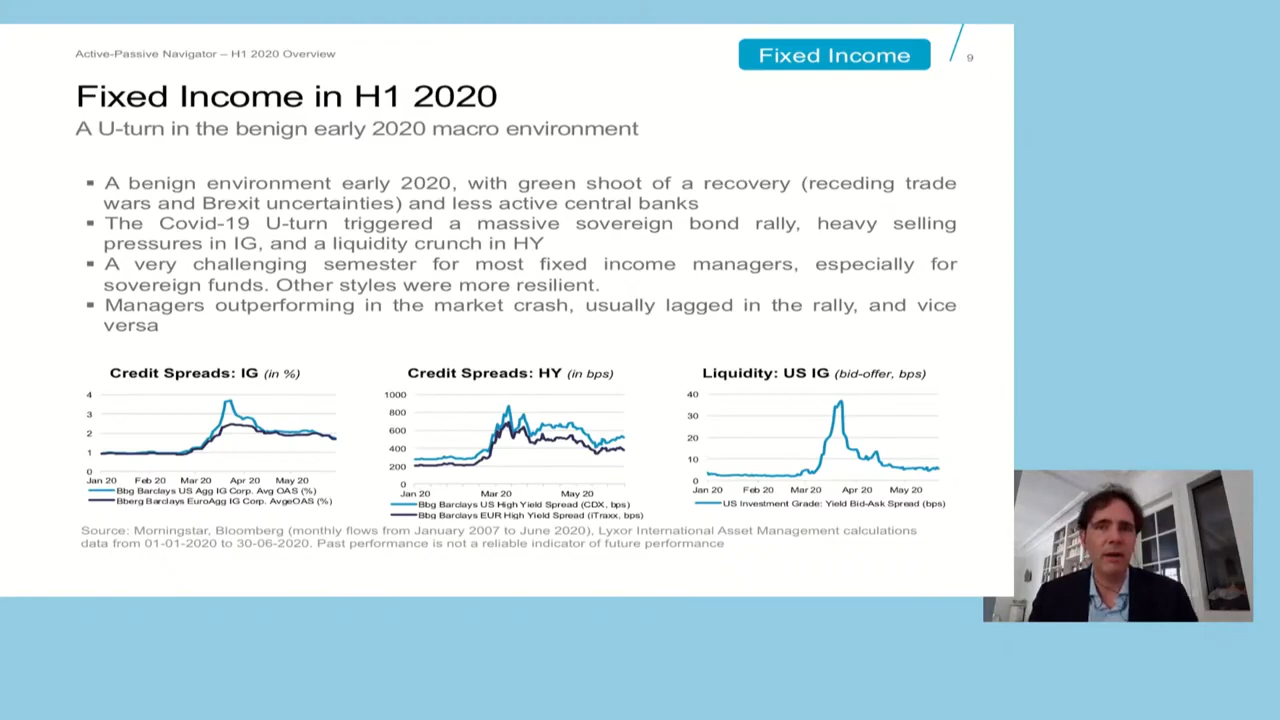 Active-Passive Navigator – H1 2020 Overview
Fixed Income
9
Fixed Income in H1 2020
A U-turn in the benign early 2020 macro environment
▪ A benign environment early 2020, with green shoot of a recovery (receding trade
wars and Brexit uncertainties) and less active central banks
▪ The Covid-19 U-turn triggered a massive sovereign bond rally, heavy selling
pressures in IG, and a liquidity crunch in HY
▪ A very challenging semester for most fixed income managers, especially for
sovereign funds. Other styles were more resilient.
▪ Managers outperforming in the market crash, usually lagged in the rally, and vice
versa
Credit Spreads: IG (in %)
4
3
2
1
0
Jan 20 Feb 20 Mar 20 Apr 20 May 20
Bbg Barclays US Agg IG Corp. Avg OAS (%)
Bberg Barclays EuroAgg IG Corp. AvgeOAS (%)
Credit Spreads: HY (in bps)
1000
800
600
400
200
0
Jan 20 Mar 20 May 20
Bbg Barclays US High Yield Spread (CDX, bps)
Bbg Barclays EUR High Yield Spread (iTraxx, bps)
Liquidity: US IG (bid-offer, bps)
40
30
20
10
0
Jan 20 Feb 20 Mar 20 Apr 20 May 20
US Investment Grade: Yield Bid-Ask Spread (bps)
Source: Morningstar, Bloomberg (monthly flows from January 2007 to June 2020), Lyxor International Asset Management calculations
data from 01-01-2020 to 30-06-2020. Past performance is not a reliable indicator of future performance